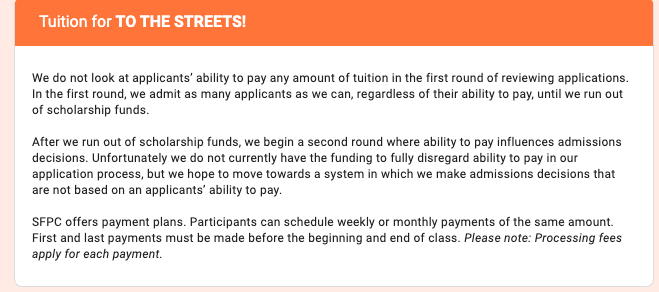 Tuition for TO THE STREETS!
We do not look at applicants’ ability to pay any amount of tuition in the first round of reviewing applications.
In the first round, we admit as many applicants as we can, regardless of their ability to pay, until we run out
of scholarship funds.
After we run out of scholarship funds, we begin a second round where ability to pay influences admissions
decisions. Unfortunately we do not currently have the funding to fully disregard ability to pay in our
application process, but we hope to move towards a system in which we make admissions decisions that
are not based on an applicants’ ability to pay.
SFPC offers payment plans. Participants can schedule weekly or monthly payments of the same amount.
First and last payments must be made before the beginning and end of class. Please note: Processing fees
apply for each payment.